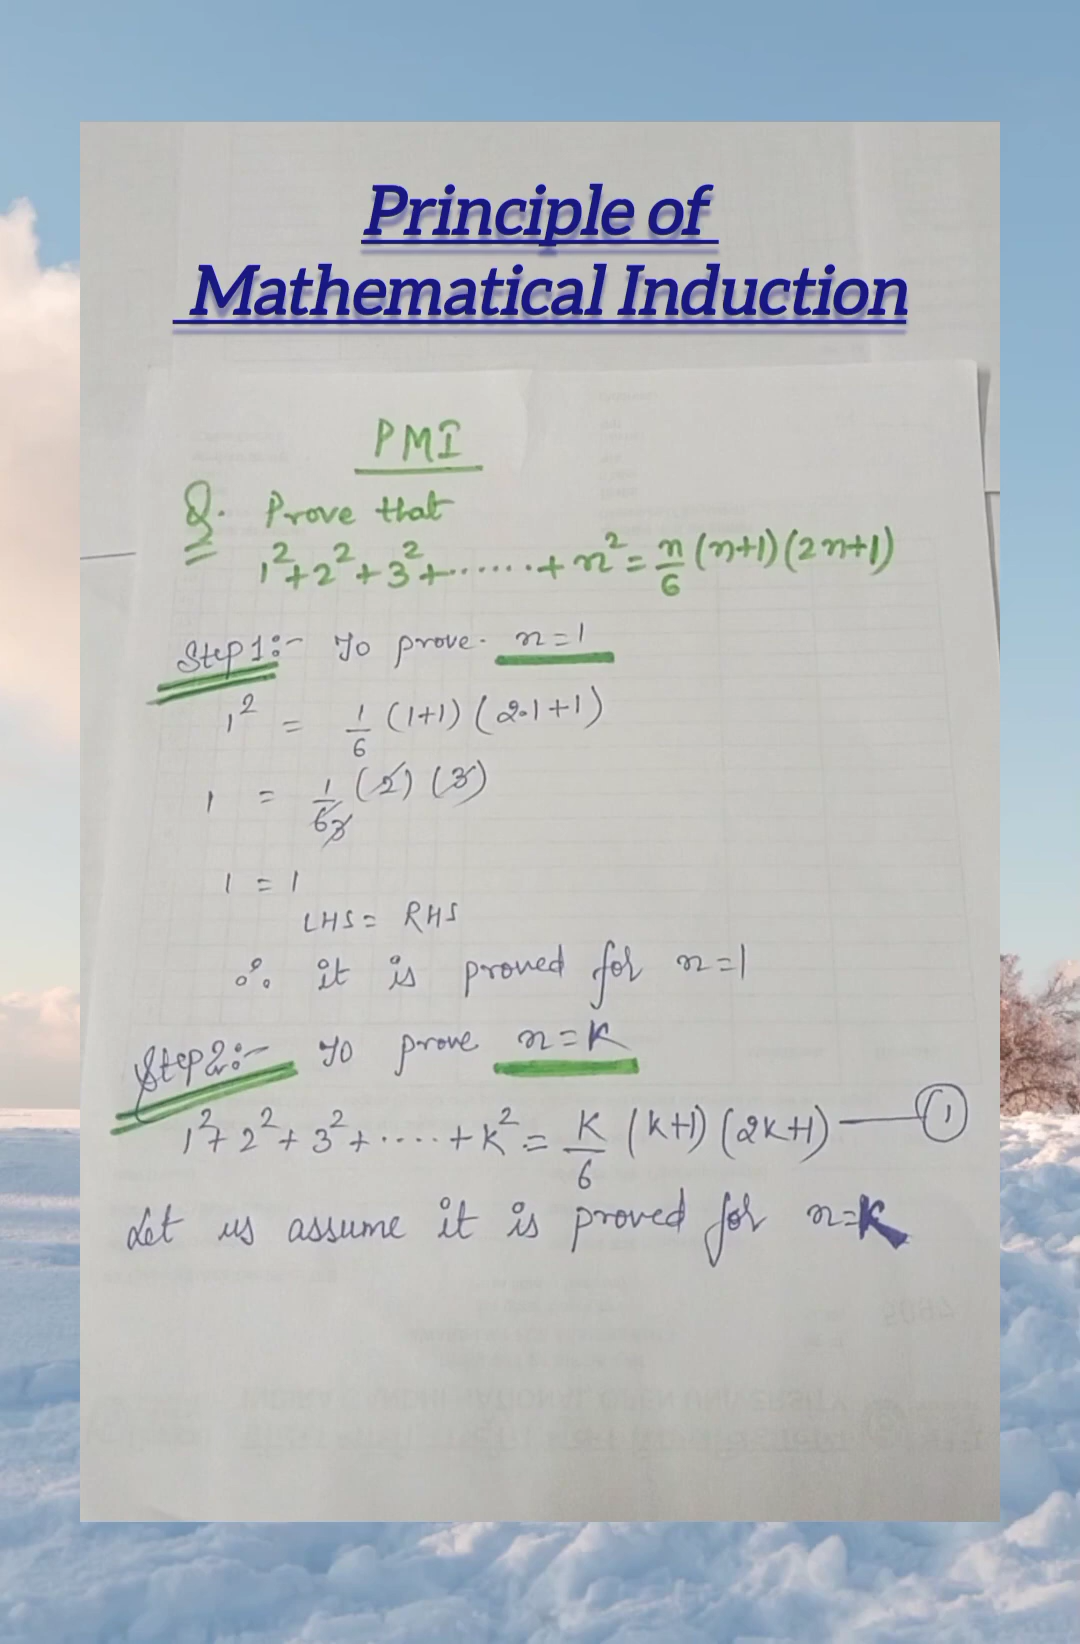 Principle of
Mathematical Induction
PMI
Q. Prove that
1²+2²+3²+......+n² = n/6 (n+1)(2n+1)
Step 1:- To prove. n=1
1² = 1/6 (1+1) (2·1+1)
1 = 1/6 3 (2) (3)
1 = 1
LHS = RHS
∴ it is proved for n=1
Step 2:- To prove n=K
1²+2²+3²+.....+K² = K/6 (K+1) (2K+1) — (1)
Let us assume it is proved for n=K